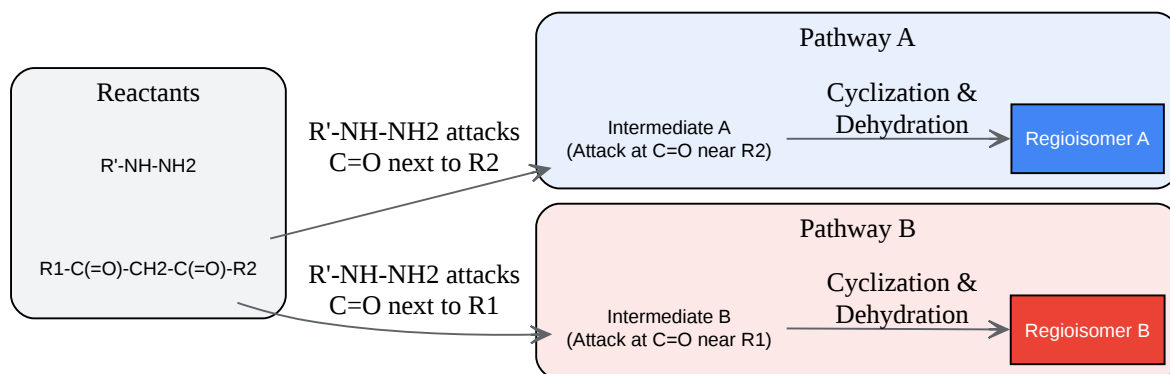 Reactants
R'-NH-NH2
R1-C(=O)-CH2-C(=O)-R2
R'-NH-NH2 attacks
C=O next to R2
R'-NH-NH2 attacks
C=O next to R1
Pathway A
Intermediate A
(Attack at C=O near R2)
Cyclization &
Dehydration
Regioisomer A
Pathway B
Intermediate B
(Attack at C=O near R1)
Cyclization &
Dehydration
Regioisomer B